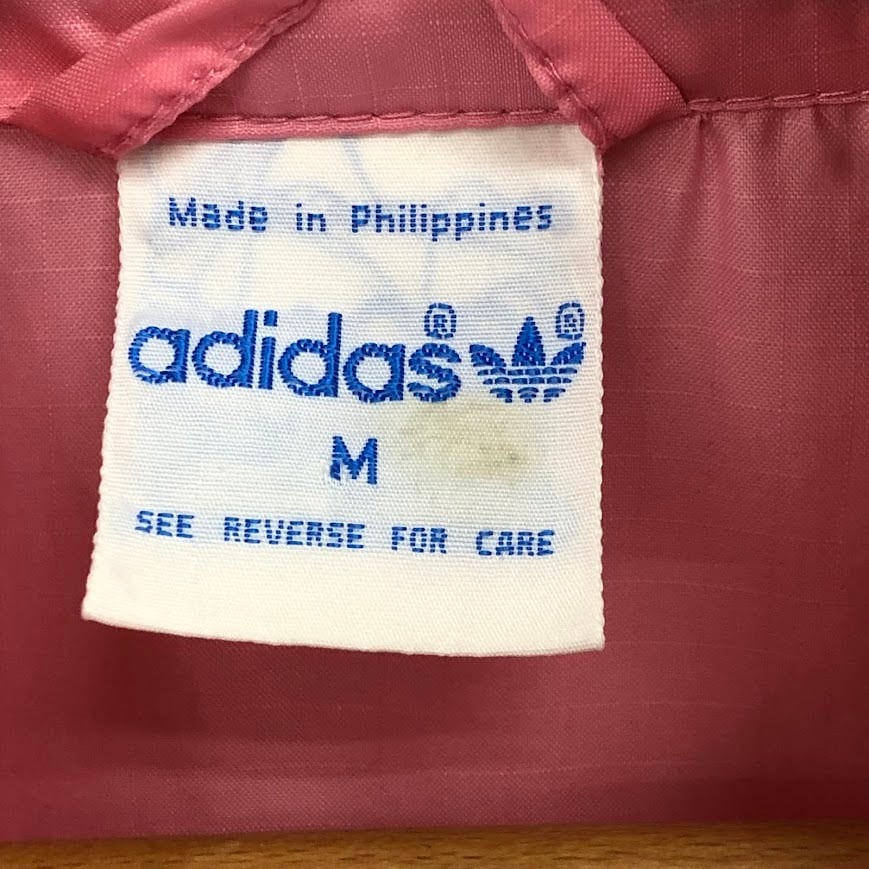 Made in Philippines
adidas® ®
M
SEE REVERSE FOR CARE